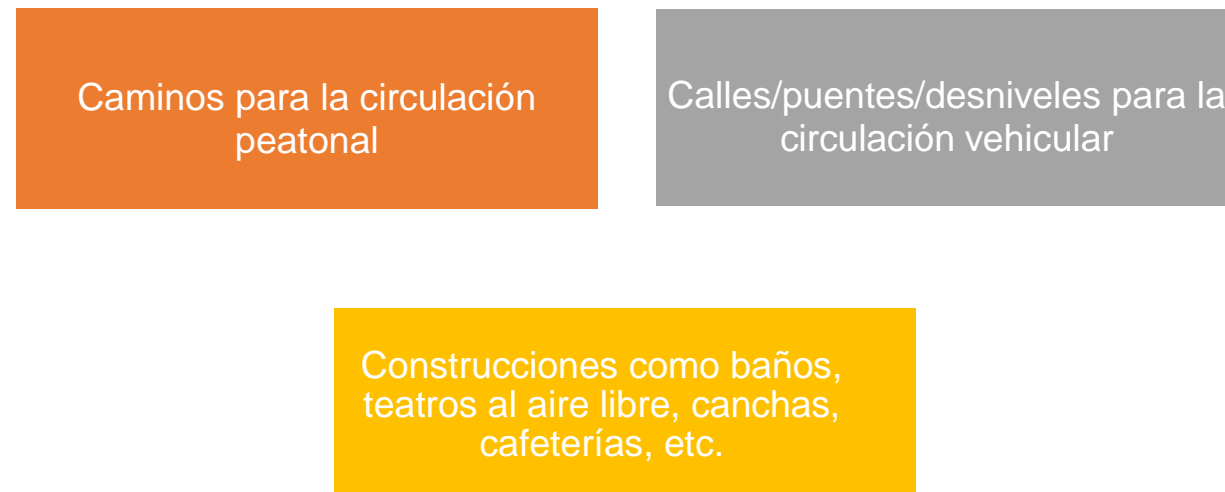 Caminos para la circulación
peatonal
Calles/puentes/desniveles para la
circulación vehicular
Construcciones como baños,
teatros al aire libre, canchas,
cafeterías, etc.